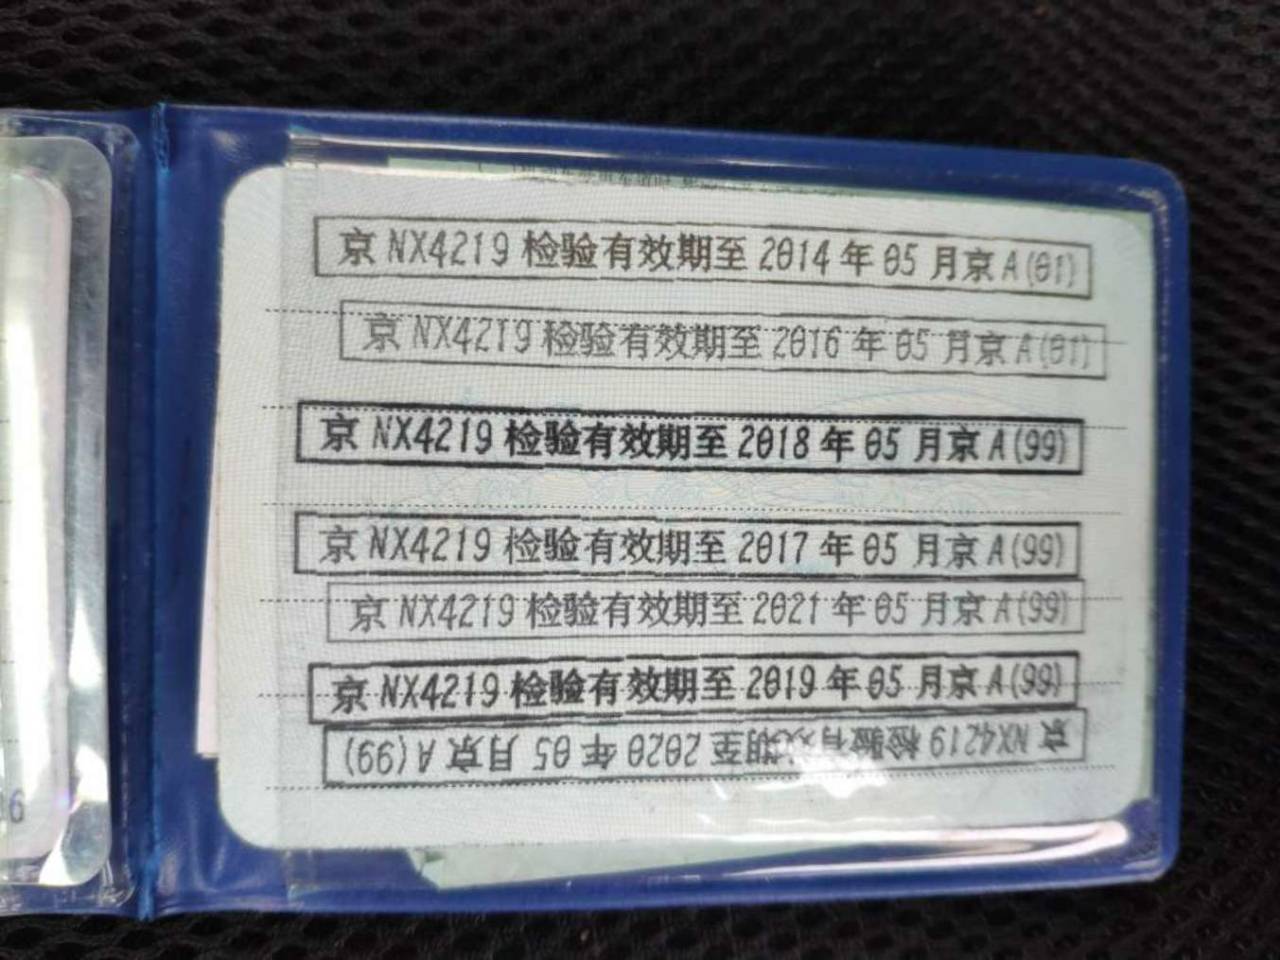 京 NX4219 检验有效期至 2014 年 05 月京 A(01)
京 NX4219 检验有效期至 2016 年 05 月京 A(01)
京 NX4219 检验有效期至 2018 年 05 月京 A(99)
京 NX4219 检验有效期至 2017 年 05 月京 A(99)
京 NX4219 检验有效期至 2021 年 05 月京 A(99)
京 NX4219 检验有效期至 2019 年 05 月京 A(99)
京 NX4219 检验有效期至 2020 年 05 月京 A(99)
6